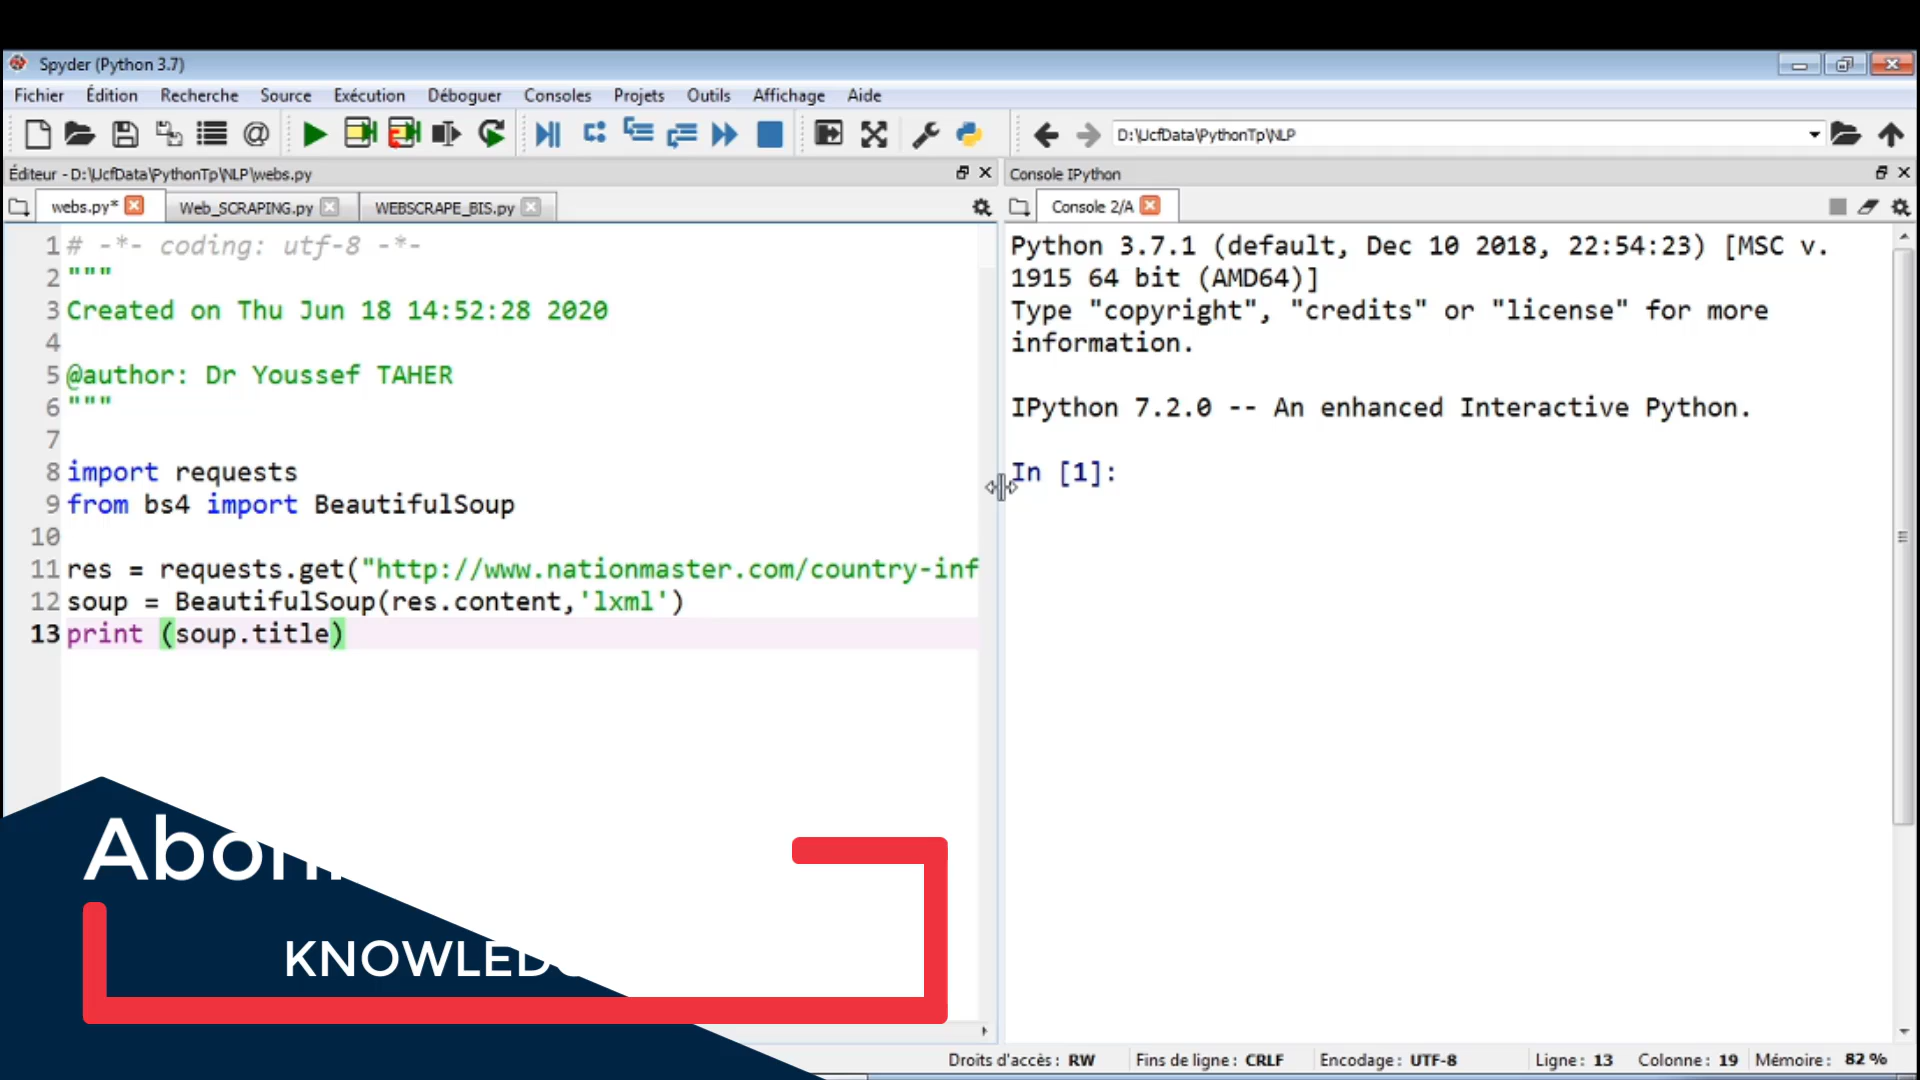 Spyder (Python 3.7)
Fichier Édition Recherche Source Exécution Déboguer Consoles Projets Outils Affichage Aide
D:\UcfData\PythonTp\NLP
Éditeur - D:\UcfData\PythonTp\NLP\webs.py
webs.py* Web_SCRAPING.py WEBSCRAPE_BIS.py
1 # -*- coding: utf-8 -*-
2 """
3 Created on Thu Jun 18 14:52:28 2020
4
5 @author: Dr Youssef TAHER
6 """
7
8 import requests
9 from bs4 import BeautifulSoup
10
11 res = requests.get("http://www.nationmaster.com/country-inf
12 soup = BeautifulSoup(res.content,'lxml')
13 print (soup.title)
Console IPython
Console 2/A
Python 3.7.1 (default, Dec 10 2018, 22:54:23) [MSC v.
1915 64 bit (AMD64)]
Type "copyright", "credits" or "license" for more
information.
IPython 7.2.0 -- An enhanced Interactive Python.
In [1]:
KNOWLED
Droits d'accès : RW Fins de ligne : CRLF Encodage : UTF-8 Ligne : 13 Colonne : 19 Mémoire : 82 %